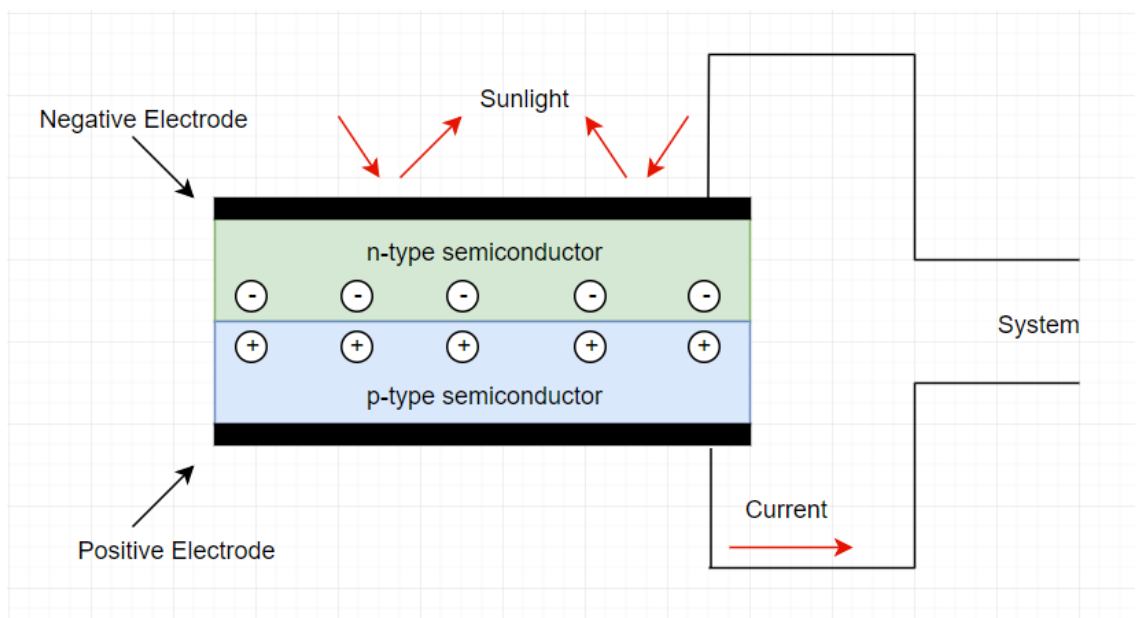 Sunlight
Negative Electrode
n-type semiconductor
- - - - -
System
+ + + + +
p-type semiconductor
Current
Positive Electrode